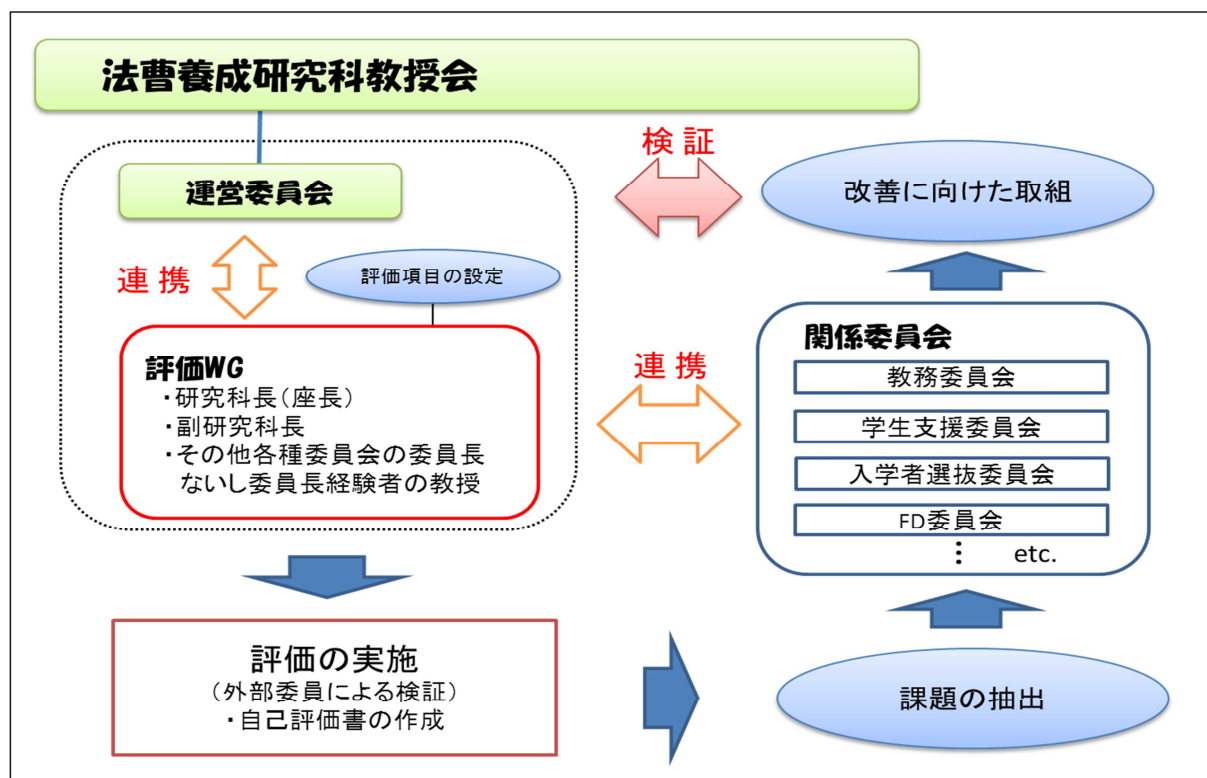 法曹養成研究科教授会
運営委員会
連 携
評価項目の設定
評価WG
・研究科長(座長)
・副研究科長
・その他各種委員会の委員長
ないし委員長経験者の教授
評価の実施
(外部委員による検証)
・自己評価書の作成
検 証
連 携
改善に向けた取組
関係委員会
教務委員会
学生支援委員会
入学者選抜委員会
FD委員会
⋮ etc.
課題の抽出